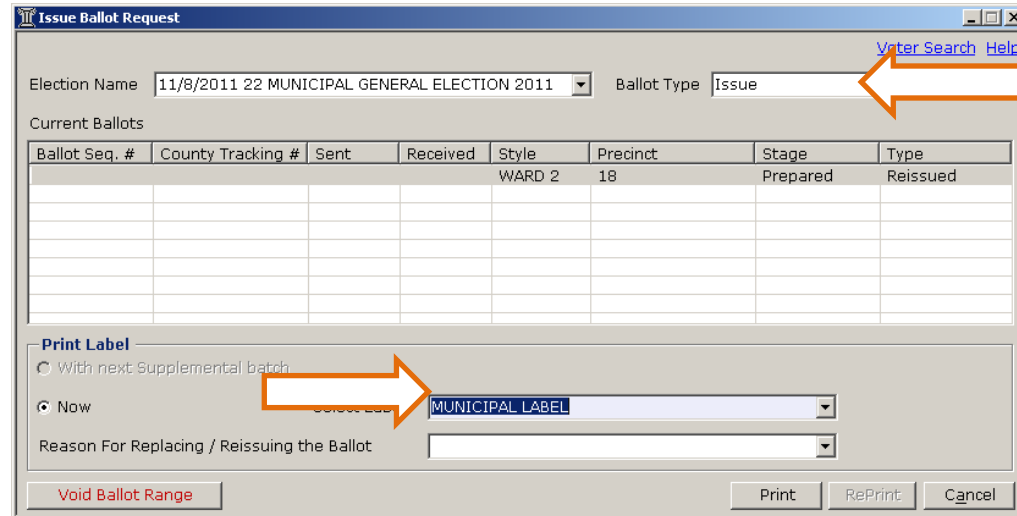 Issue Ballot Request
Voter Search Help
Election Name 11/8/2011 22 MUNICIPAL GENERAL ELECTION 2011 Ballot Type Issue
Current Ballots
Ballot Seq. # County Tracking # Sent Received Style Precinct Stage Type
WARD 2 18 Prepared Reissued
Print Label
With next Supplemental batch
Now MUNICIPAL LABEL
Reason For Replacing / Reissuing the Ballot
Void Ballot Range Print RePrint Cancel